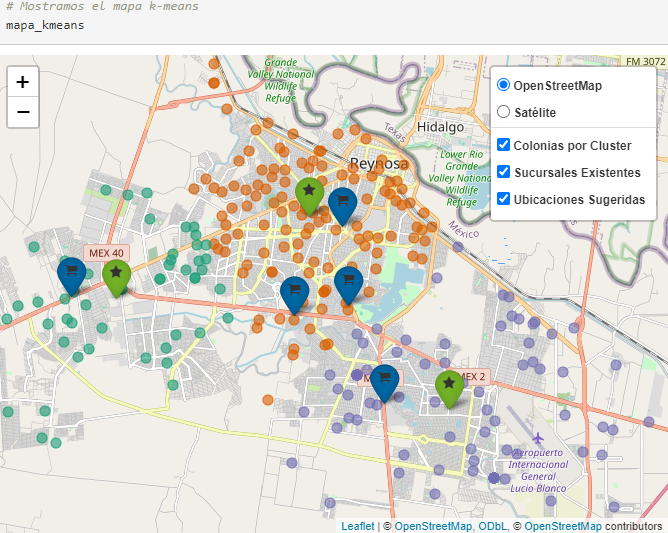 # Mostramos el mapa k-means
mapa_kmeans
Grande
Valley National
Wildlife
Refuge
FM 3072
+
−
OpenStreetMap
Satélite
Colonias por Cluster
Sucursales Existentes
Ubicaciones Sugeridas
Hidalgo
Texas
Reynosa
Lower Rio
Grande
Valley National
Wildlife
Refuge
México
MEX 40
MEX 2
Aeropuerto
Internacional
General
Lucio Blanco
Leaflet | © OpenStreetMap, ODbL, © OpenStreetMap contributors